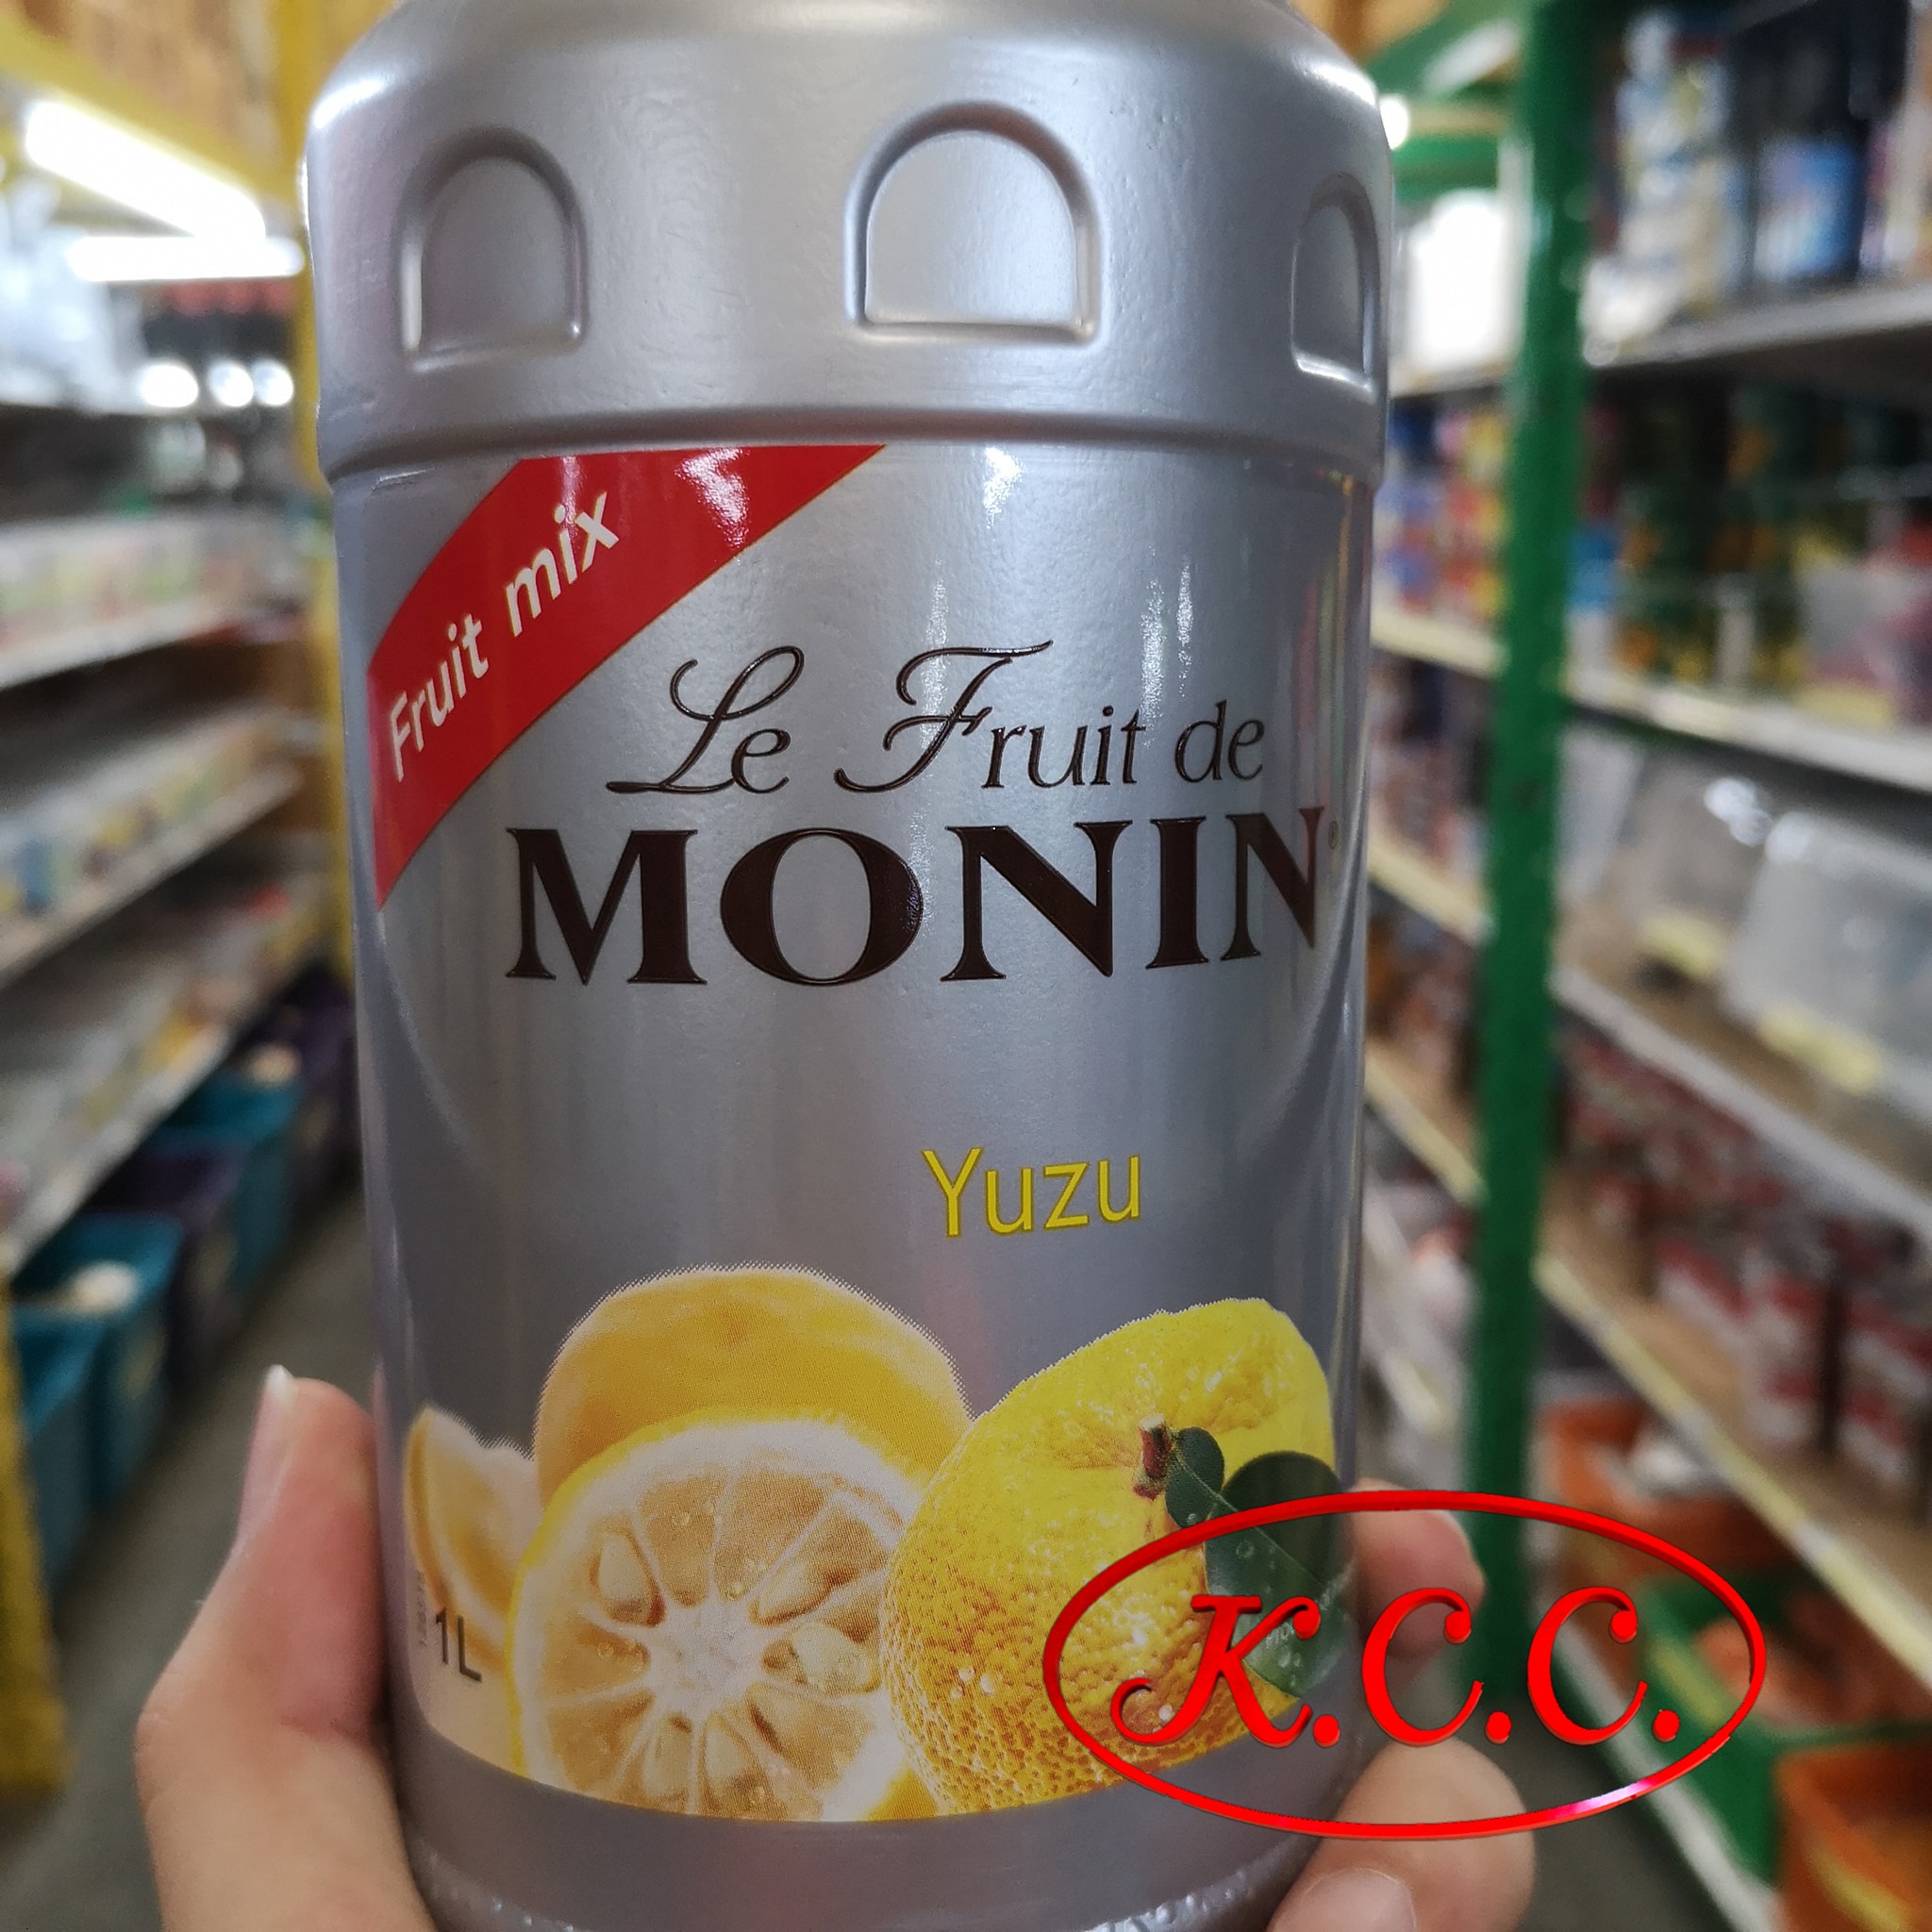 Fruit mix
Le Fruit de
MONIN®
Yuzu
1L
K.C.C.